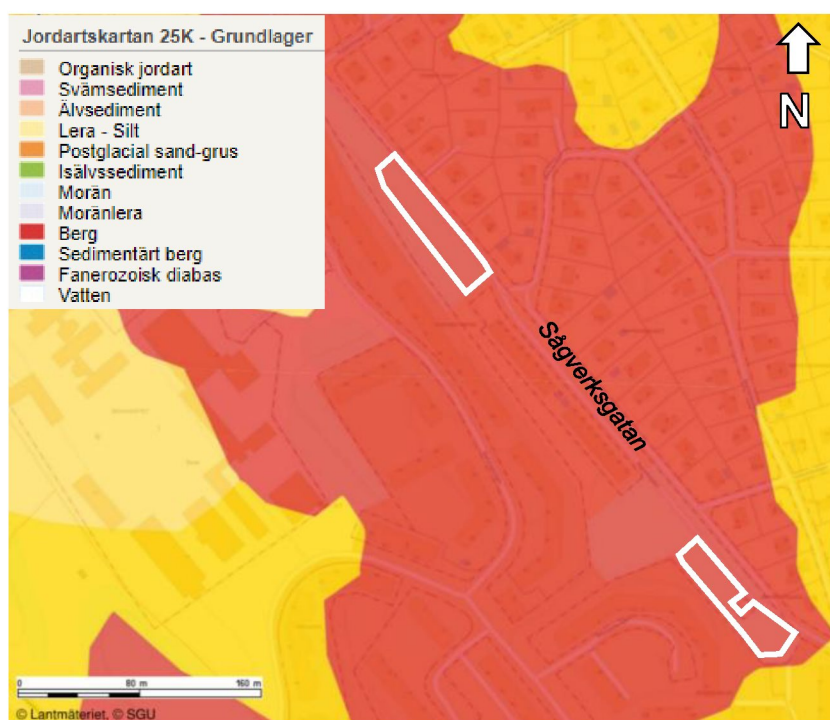 Jordartskartan 25K - Grundlager
Organisk jordart
Svämsediment
Älvsediment
Lera - Silt
Postglacial sand-grus
Isälvssediment
Morän
Moränlera
Berg
Sedimentärt berg
Fanerozoisk diabas
Vatten
N
Sågverksgatan
0 80 m 160 m
© Lantmäteriet, © SGU